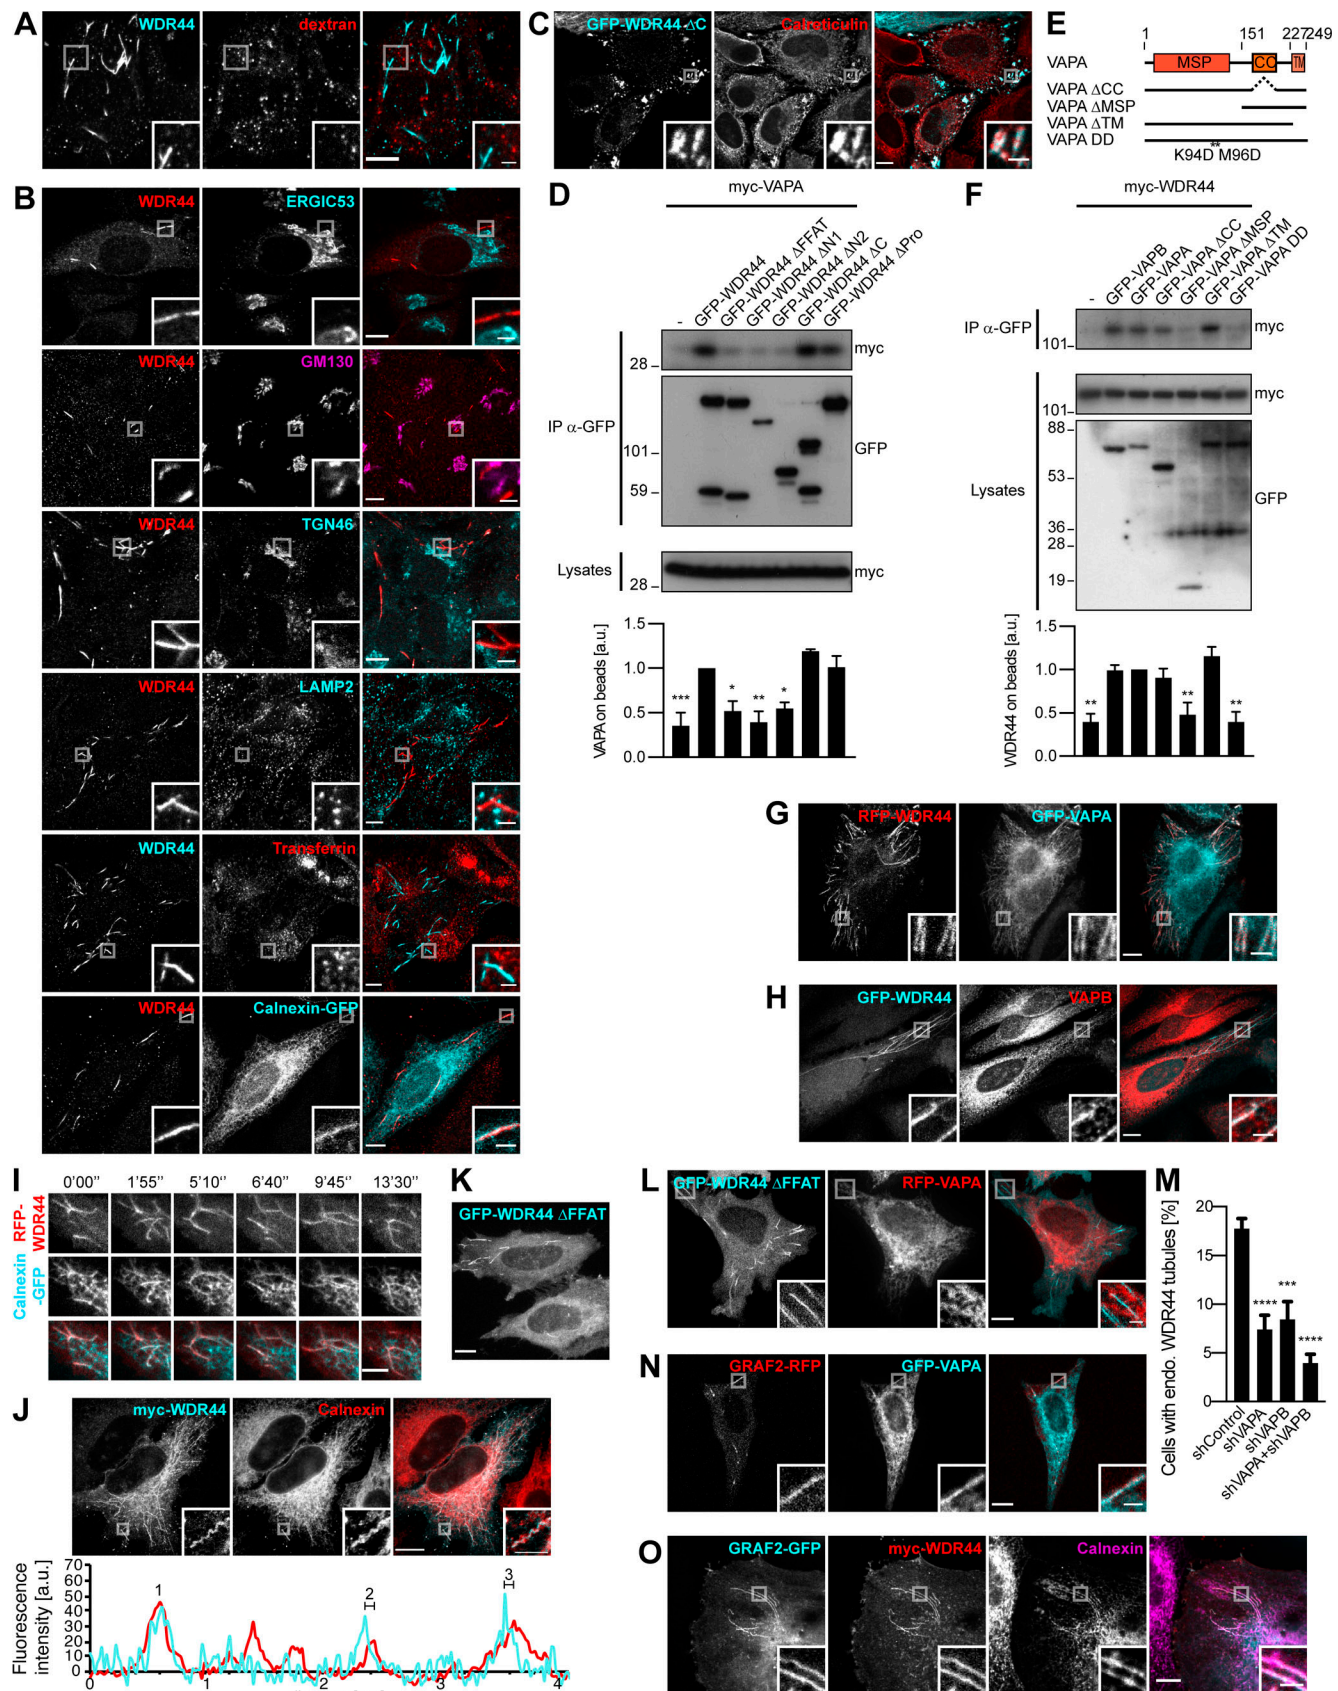 A
WDR44
dextran
B
WDR44
ERGIC53
WDR44
GM130
WDR44
TGN46
WDR44
LAMP2
WDR44
Transferrin
WDR44
Calnexin-GFP
C
GFP-WDR44 ΔC
Calreticulin
D
myc-VAPA
-
GFP-WDR44
GFP-WDR44 ΔFFAT
GFP-WDR44 ΔN1
GFP-WDR44 ΔN2
GFP-WDR44 ΔC
GFP-WDR44 ΔPro
IP α-GFP
28
myc
101
59
GFP
Lysates
28
myc
VAPA on beads [a.u.]
1.5
1.0
0.5
0.0
***
*
**
*
E
1
151
227
249
VAPA
MSP
CC
TM
VAPA ΔCC
VAPA ΔMSP
VAPA ΔTM
VAPA DD
**
K94D M96D
F
myc-WDR44
-
GFP-VAPB
GFP-VAPA
GFP-VAPA ΔCC
GFP-VAPA ΔMSP
GFP-VAPA ΔTM
GFP-VAPA DD
IP α-GFP
101
myc
101
myc
Lysates
88
53
36
28
19
GFP
WDR44 on beads [a.u.]
1.5
1.0
0.5
0.0
**
**
**
G
RFP-WDR44
GFP-VAPA
H
GFP-WDR44
VAPB
I
0'00''
1'55''
5'10''
6'40''
9'45''
13'30''
RFP-
WDR44
Calnexin
-GFP
J
myc-WDR44
Calnexin
Fluorescence
intensity [a.u.]
70
60
50
40
30
20
10
0
1
2
3
0
1
2
3
4
K
GFP-WDR44 ΔFFAT
L
GFP-WDR44 ΔFFAT
RFP-VAPA
M
Cells with endo. WDR44 tubules [%]
20
15
10
5
0
****
***
****
shControl
shVAPA
shVAPB
shVAPA+shVAPB
N
GRAF2-RFP
GFP-VAPA
O
GRAF2-GFP
myc-WDR44
Calnexin